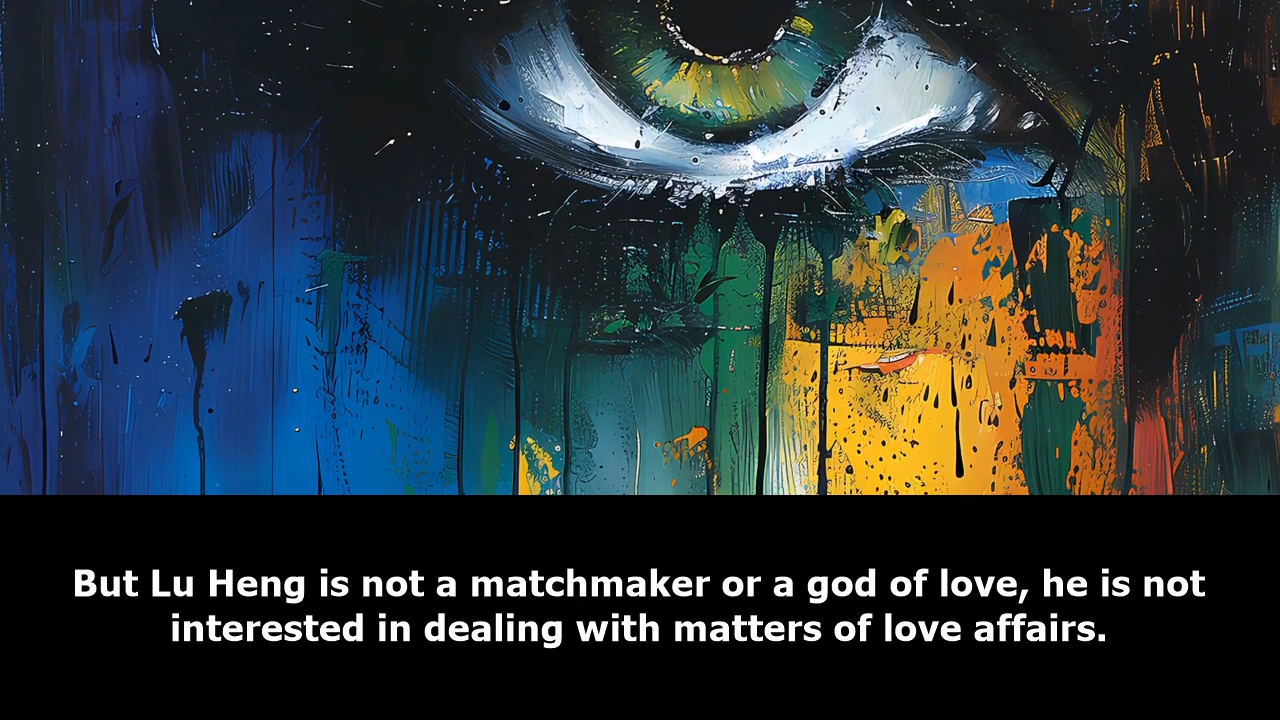 But Lu Heng is not a matchmaker or a god of love, he is not
interested in dealing with matters of love affairs.